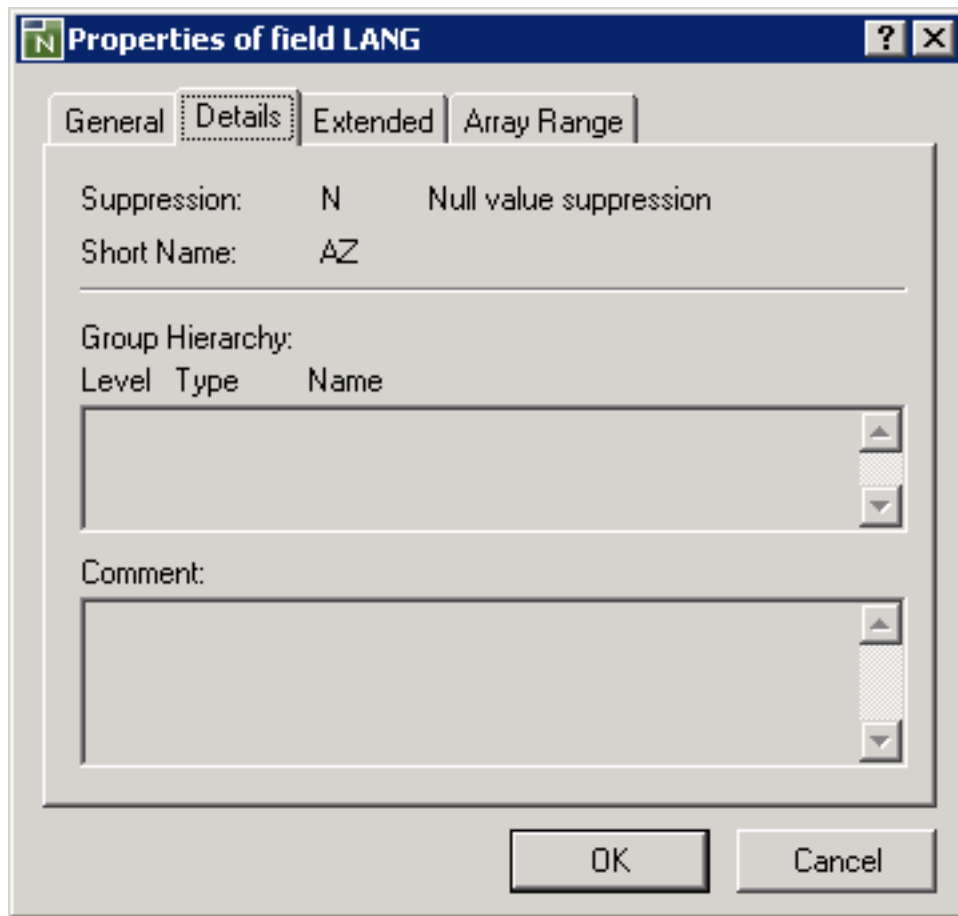 N Properties of field LANG ? X
General Details Extended Array Range
Suppression: N Null value suppression
Short Name: AZ
Group Hierarchy:
Level Type Name
Comment:
OK Cancel